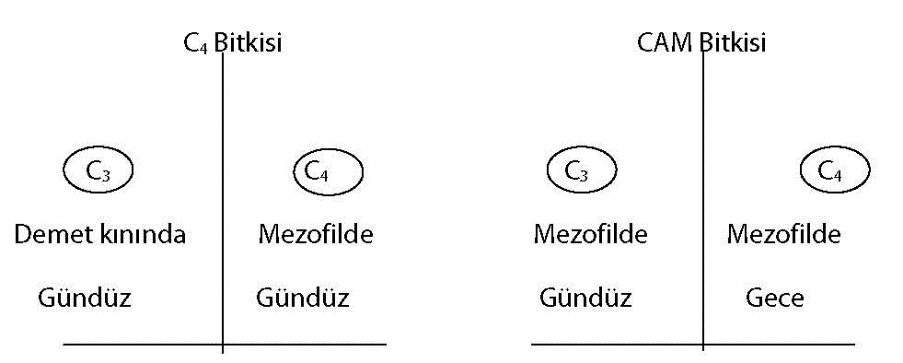 C₄ Bitkisi
C₃
C₄
Demet kınında
Mezofilde
Gündüz
Gündüz
CAM Bitkisi
C₃
C₄
Mezofilde
Mezofilde
Gündüz
Gece